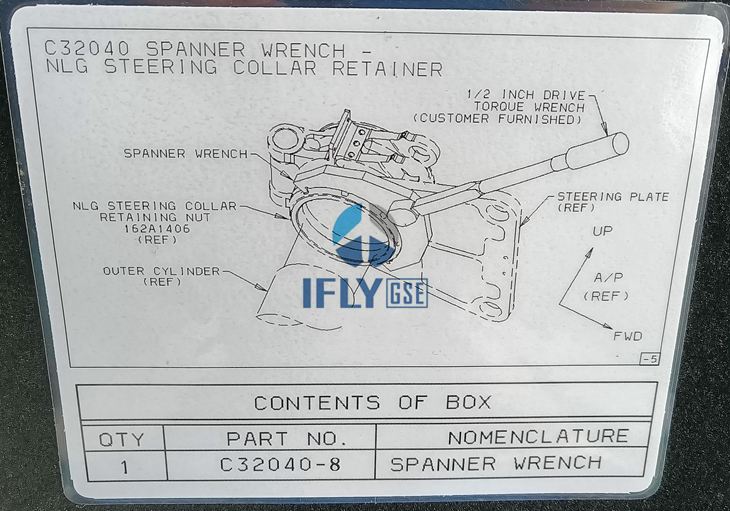 C32040 SPANNER WRENCH -
NLG STEERING COLLAR RETAINER
1/2 INCH DRIVE
TORQUE WRENCH
(CUSTOMER FURNISHED)
SPANNER WRENCH
NLG STEERING COLLAR
RETAINING NUT
162A1406
(REF)
OUTER CYLINDER
(REF)
STEERING PLATE
(REF)
UP
A/P
(REF)
FWD
-5
IFLY GSE
CONTENTS OF BOX
QTY PART NO. NOMENCLATURE
1 C32040-8 SPANNER WRENCH